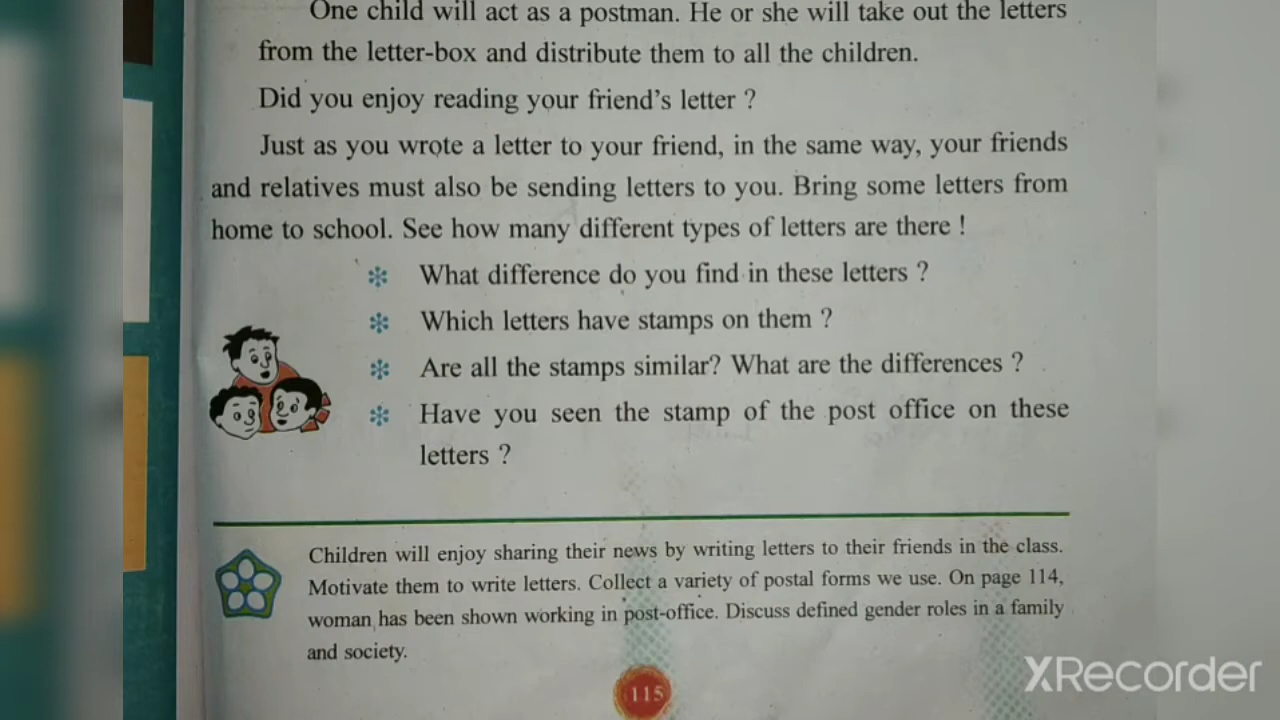 One child will act as a postman. He or she will take out the letters
from the letter-box and distribute them to all the children.
Did you enjoy reading your friend's letter ?
Just as you wrote a letter to your friend, in the same way, your friends
and relatives must also be sending letters to you. Bring some letters from
home to school. See how many different types of letters are there !
What difference do you find in these letters ?
Which letters have stamps on them ?
Are all the stamps similar? What are the differences ?
Have you seen the stamp of the post office on these
letters ?
Children will enjoy sharing their news by writing letters to their friends in the class.
Motivate them to write letters. Collect a variety of postal forms we use. On page 114,
woman has been shown working in post-office. Discuss defined gender roles in a family
and society.
115
XRecorder